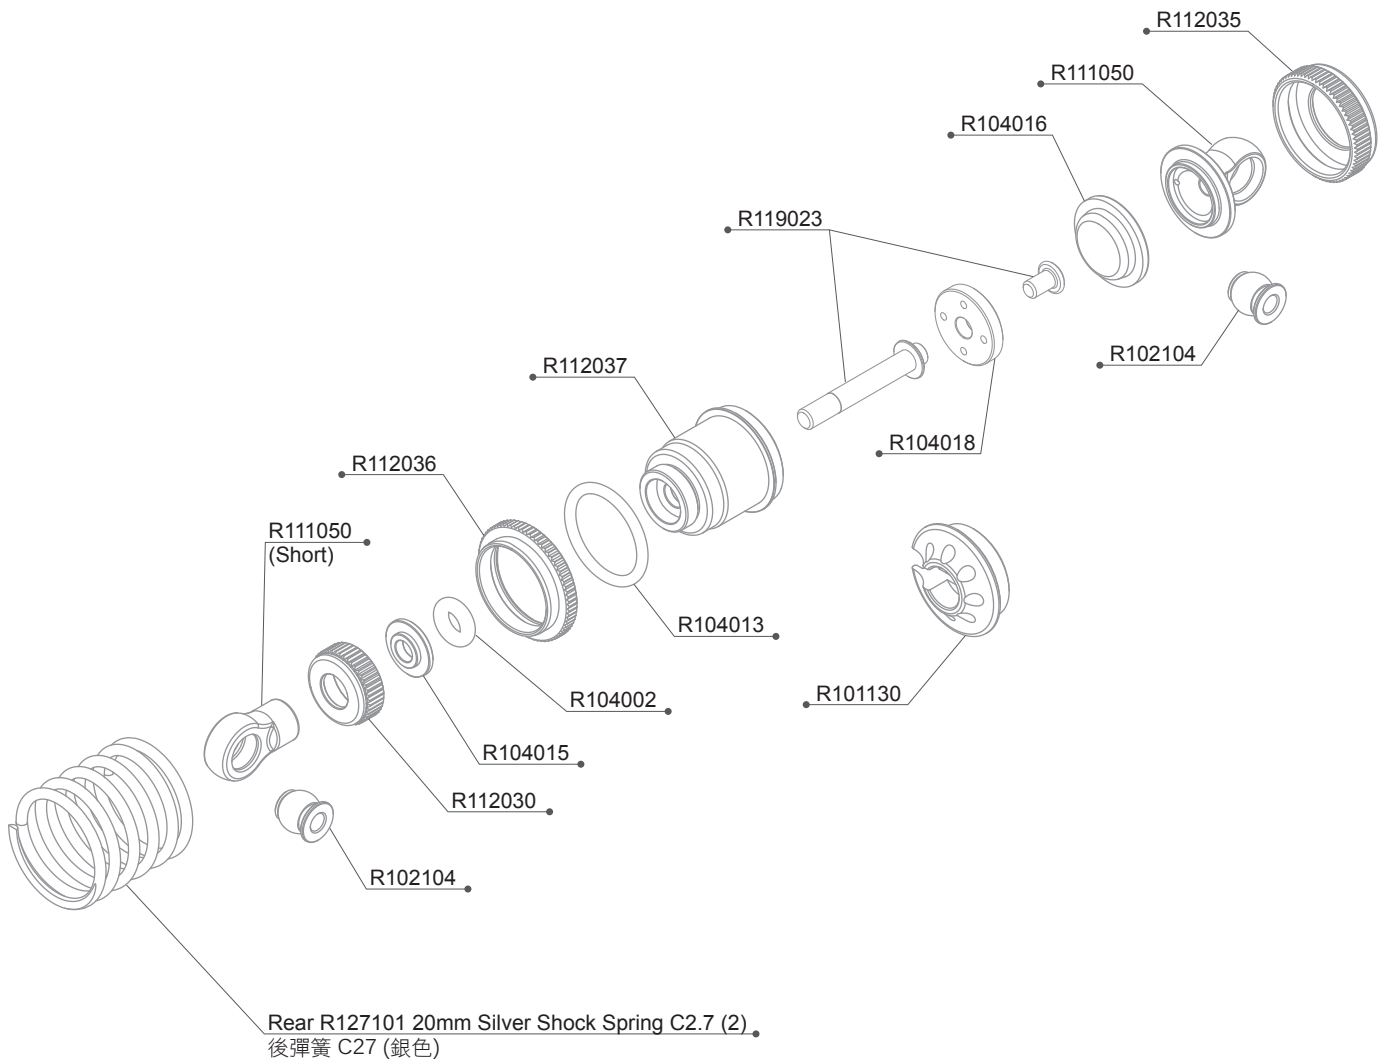 R112035
R111050
R104016
R119023
R102104
R112037
R104018
R112036
R111050
(Short)
R104013
R104002
R101130
R104015
R112030
R102104
Rear R127101 20mm Silver Shock Spring C2.7 (2)
後彈簧 C27 (銀色)